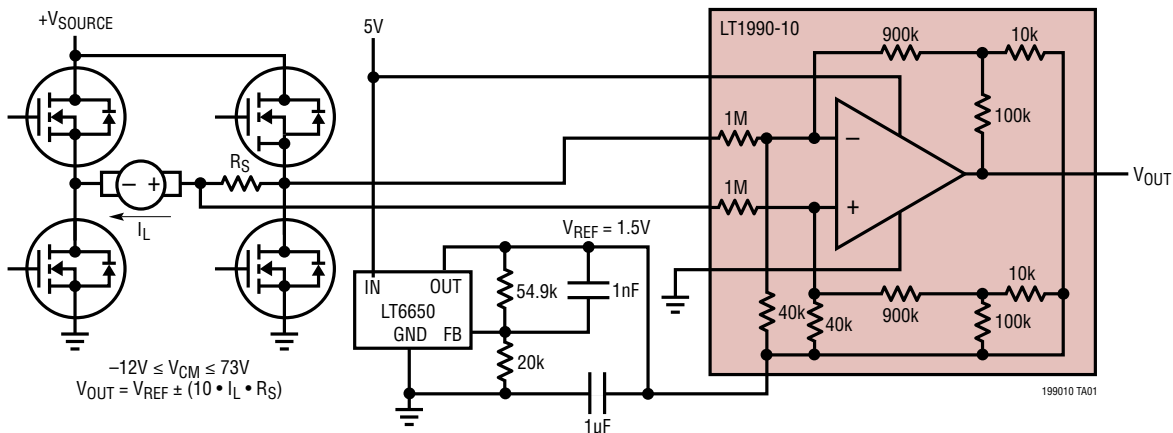 +VSOURCE
5V
LT1990-10
900k
10k
1M
100k
RS
−
+
−
VOUT
1M
+
IL
VREF = 1.5V
IN
OUT
54.9k
1nF
10k
LT6650
40k
40k
900k
100k
GND
FB
20k
–12V ≤ VCM ≤ 73V
VOUT = VREF ± (10 • IL • RS)
1µF
199010 TA01